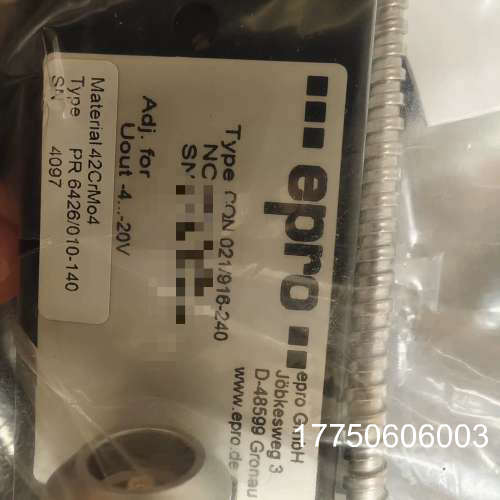 epro
epro GmbH
Jöbkesweg 3
D-48599 Gronau
www.epro.de
Type CON 021/916-240
NC
SN
Adj. for
Uout -4...-20V
Material 42CrMo4
Type PR 6426/010-140
SN 4097
17750606003